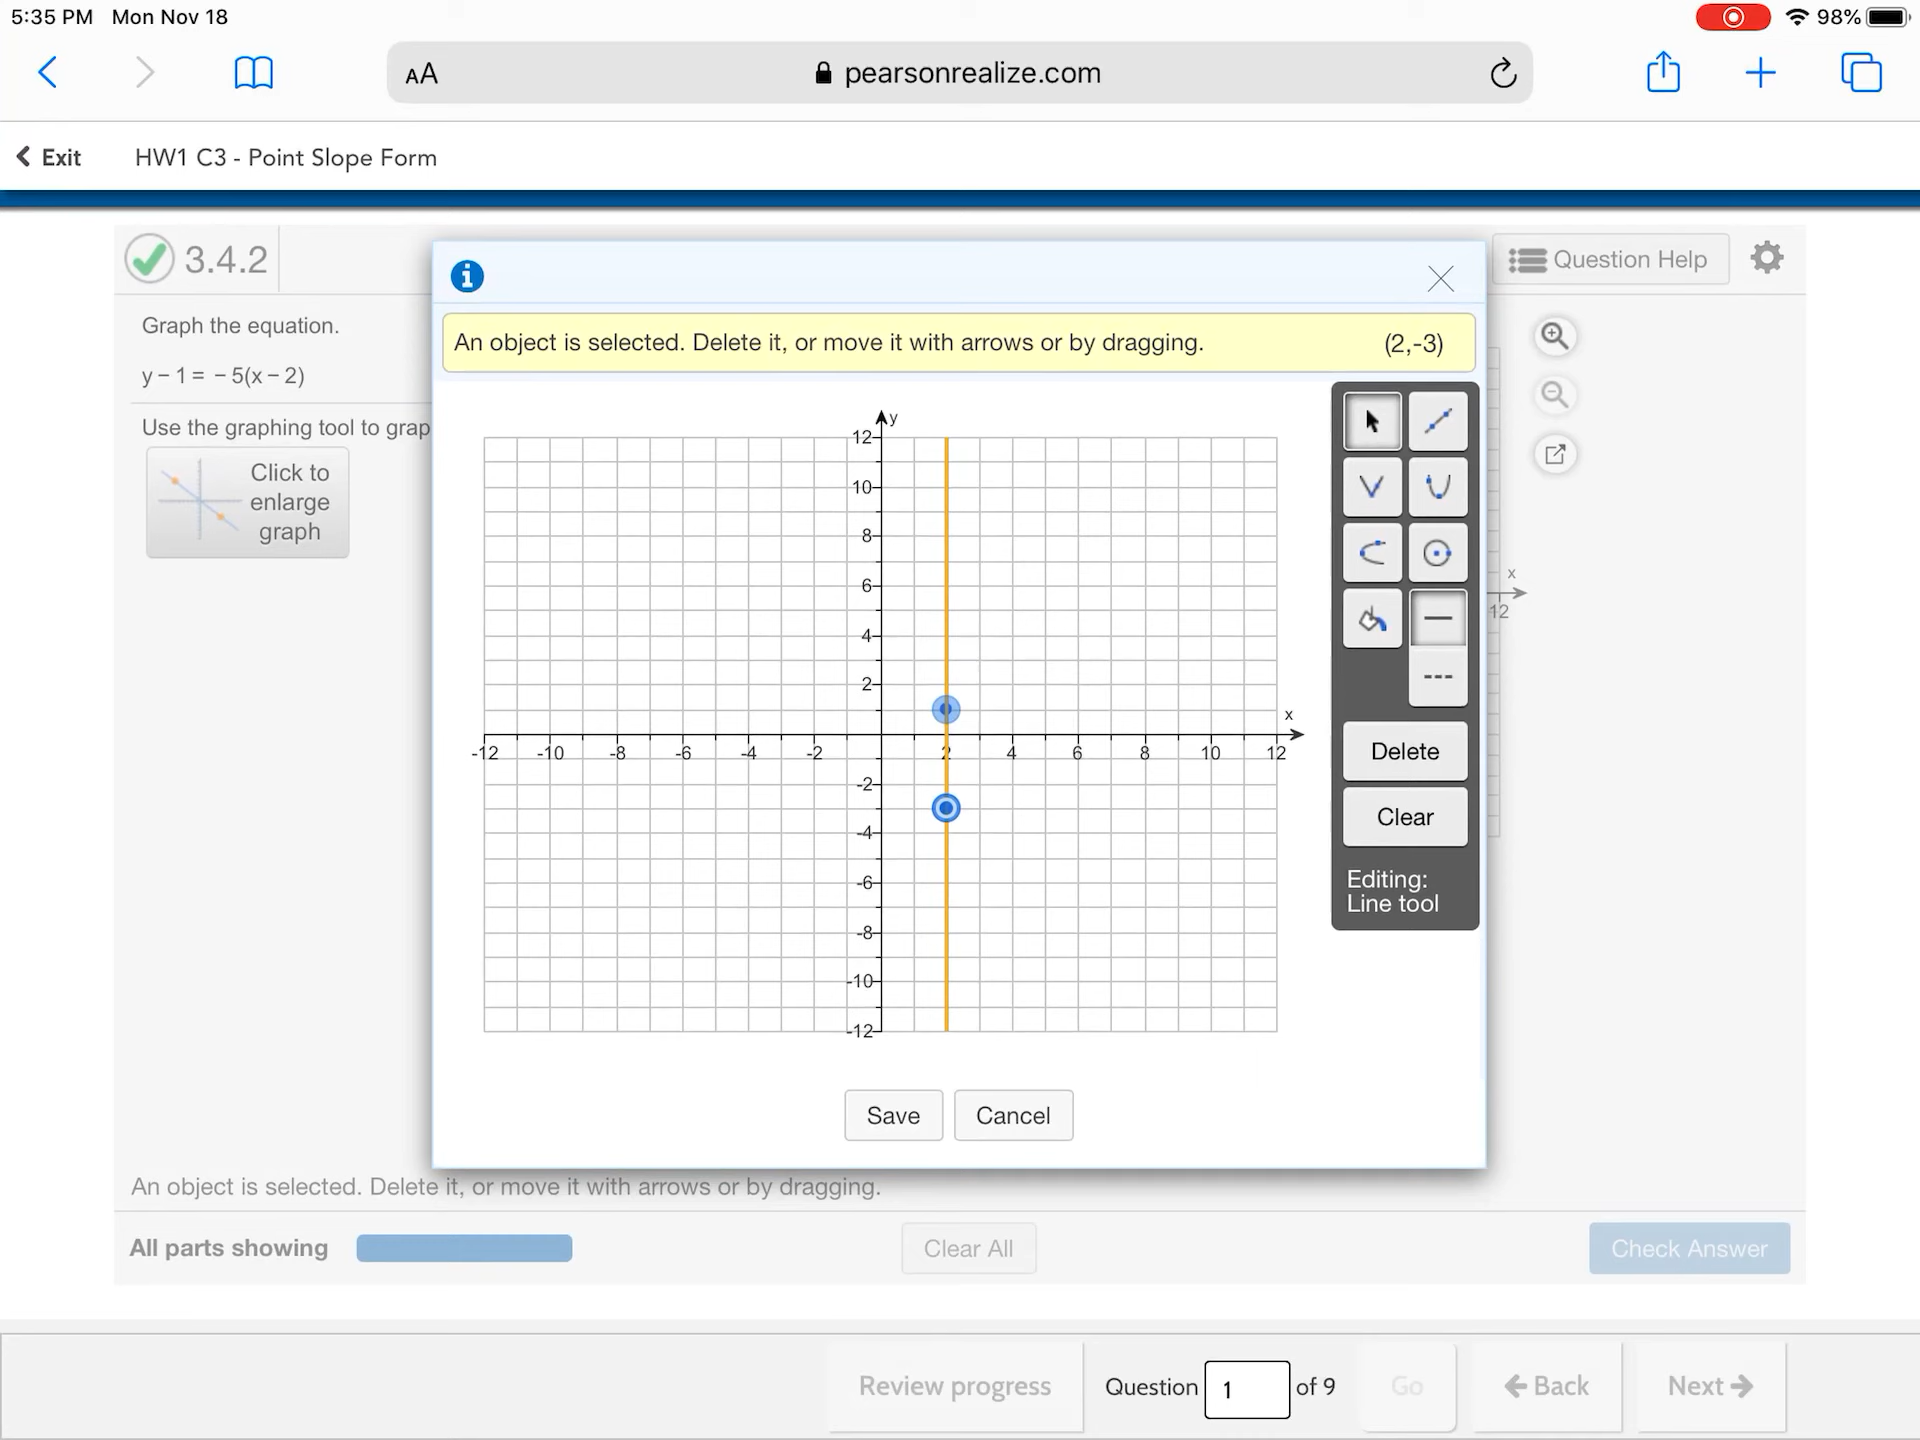 5:35 PM Mon Nov 18
98%
AA
pearsonrealize.com
Exit
HW1 C3 - Point Slope Form
3.4.2
Question Help
Graph the equation.
y − 1 = − 5(x − 2)
Use the graphing tool to grap
Click to
enlarge
graph
An object is selected. Delete it, or move it with arrows or by dragging.
(2,-3)
y
12
10
8
6
4
2
x
-12 -10 -8 -6 -4 -2 2 4 6 8 10 12
-2
-4
-6
-8
-10
-12
x
12
Delete
Clear
Editing:
Line tool
Save
Cancel
An object is selected. Delete it, or move it with arrows or by dragging.
All parts showing
Clear All
Check Answer
Review progress
Question 1 of 9
Go
Back
Next